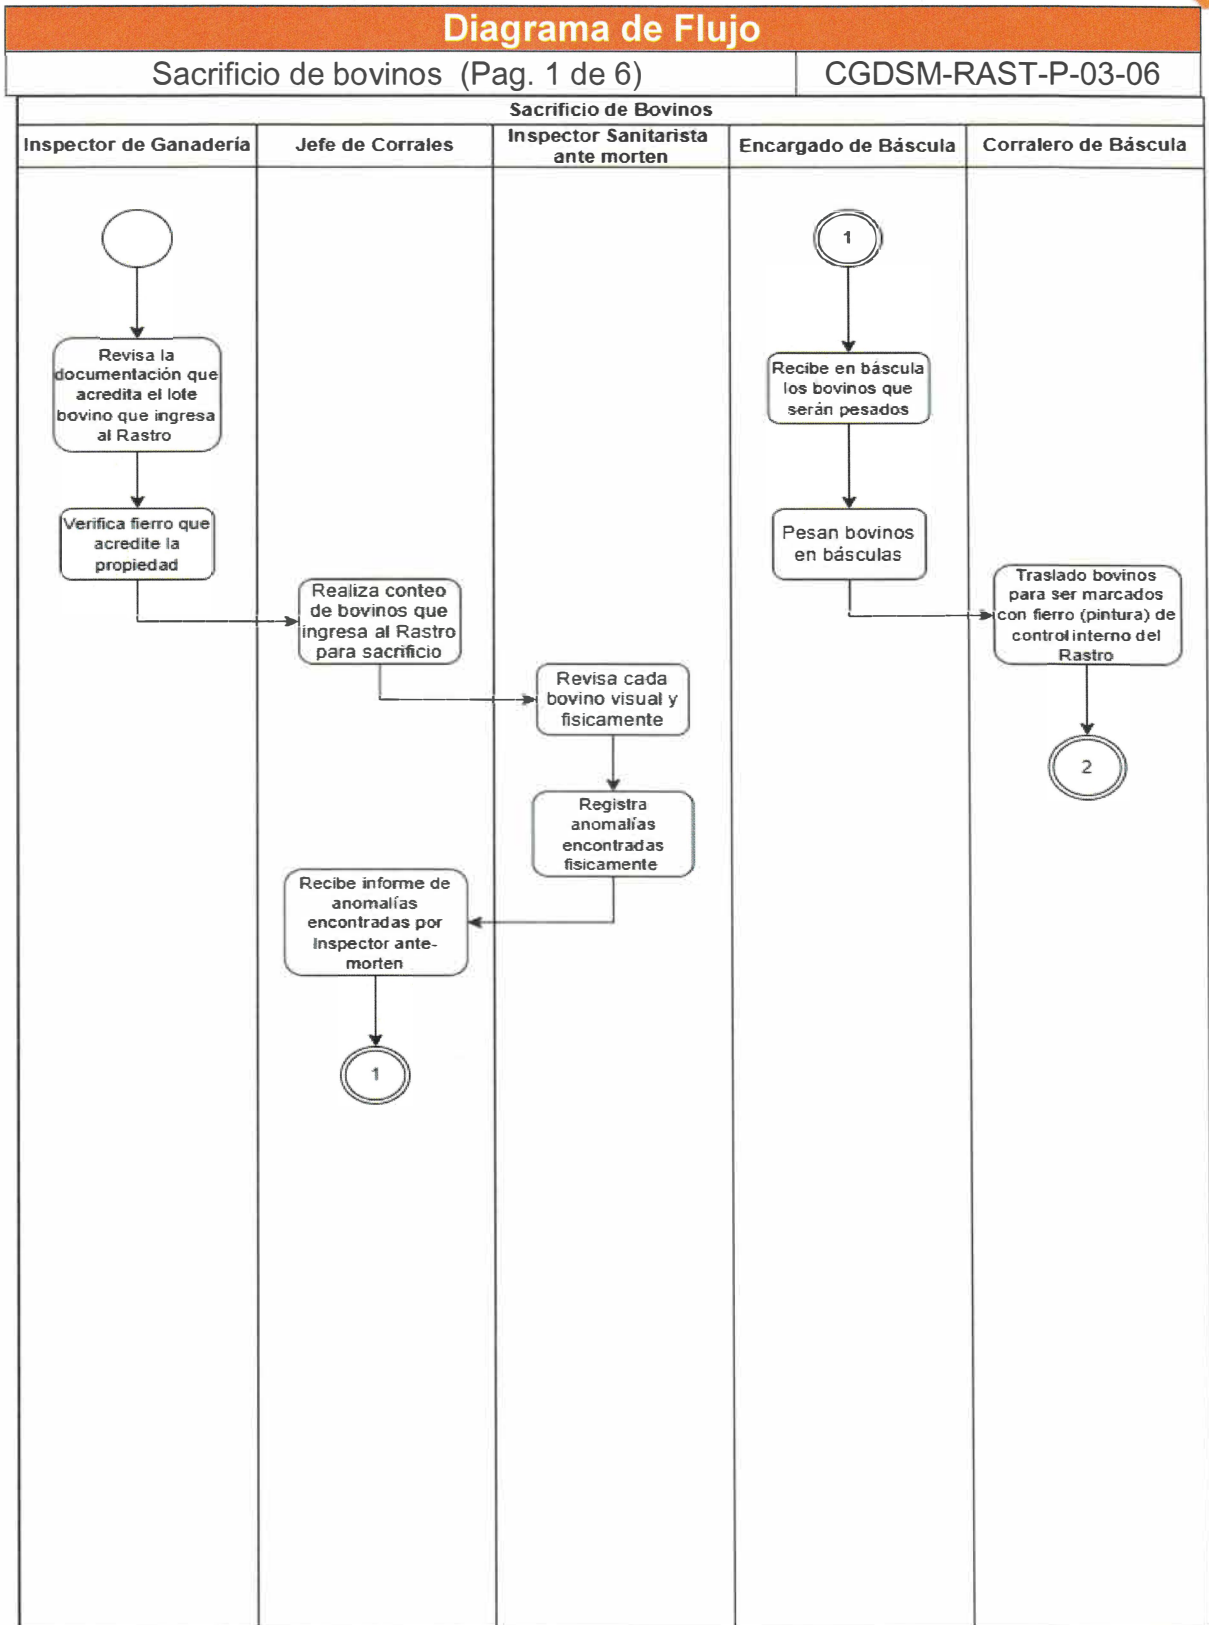 Diagrama de Flujo
Sacrificio de bovinos (Pag. 1 de 6)
CGDSM-RAST-P-03-06
Sacrificio de Bovinos
Inspector de Ganadería
Jefe de Corrales
Inspector Sanitarista
ante morten
Encargado de Báscula
Corralero de Báscula
Revisa la
documentación que
acredita el lote
bovino que ingresa
al Rastro
Verifica fierro que
acredite la
propiedad
Realiza conteo
de bovinos que
ingresa al Rastro
para sacrificio
Revisa cada
bovino visual y
fisicamente
Registra
anomalías
encontradas
fisicamente
Recibe informe de
anomalías
encontradas por
Inspector ante-
morten
1
1
Recibe en báscula
los bovinos que
serán pesados
Pesan bovinos
en básculas
Traslado bovinos
para ser marcados
con fierro (pintura) de
control interno del
Rastro
2